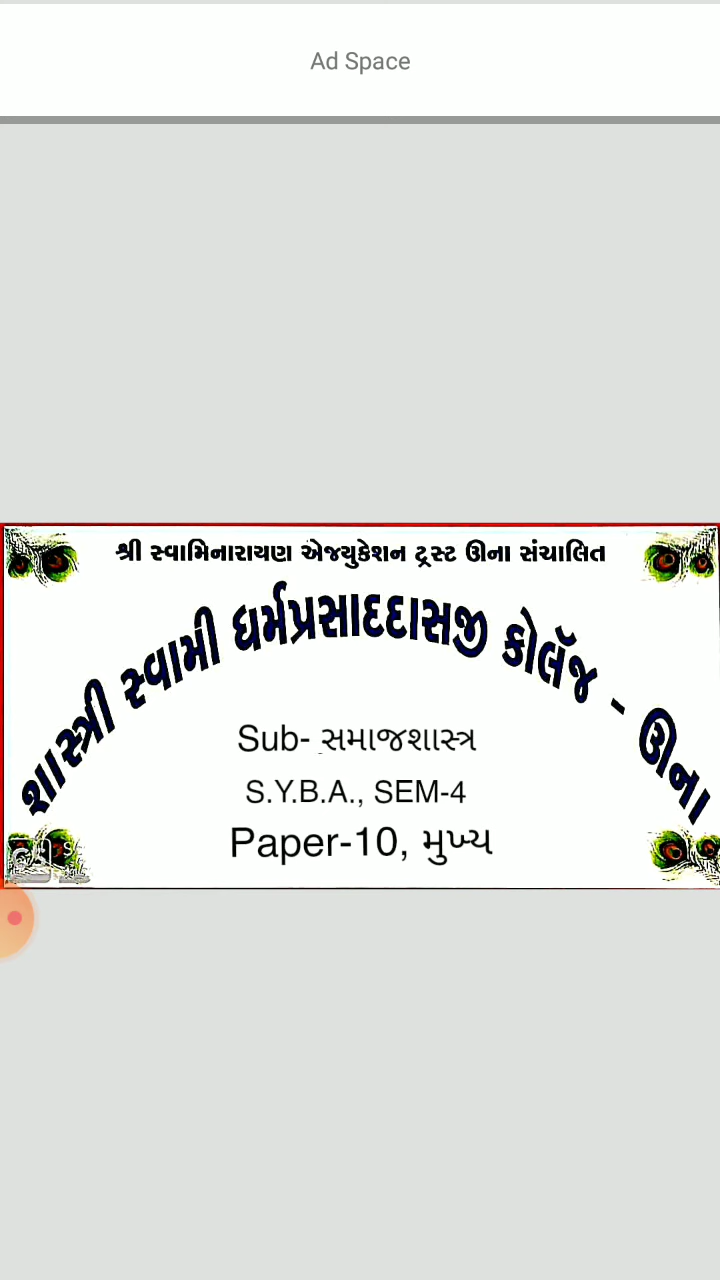 Ad Space
શ્રી સ્વામિનારાયણ એજ્યુકેશન ટ્રસ્ટ ઊના સંચાલિત
શાસ્ત્રી સ્વામી ધર્મપ્રસાદદાસજી કોલેૅજ - ઊના
Sub- સમાજશાસ્ત્ર
S.Y.B.A., SEM-4
Paper-10, મુખ્ય